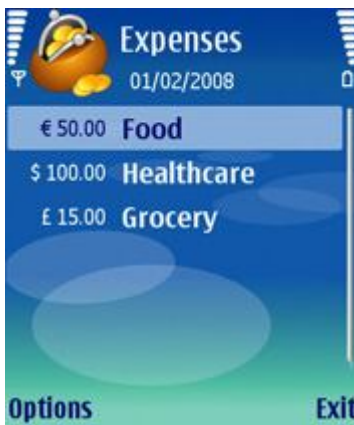 Expenses
01/02/2008
€ 50.00 Food
$ 100.00 Healthcare
£ 15.00 Grocery
Options Exit